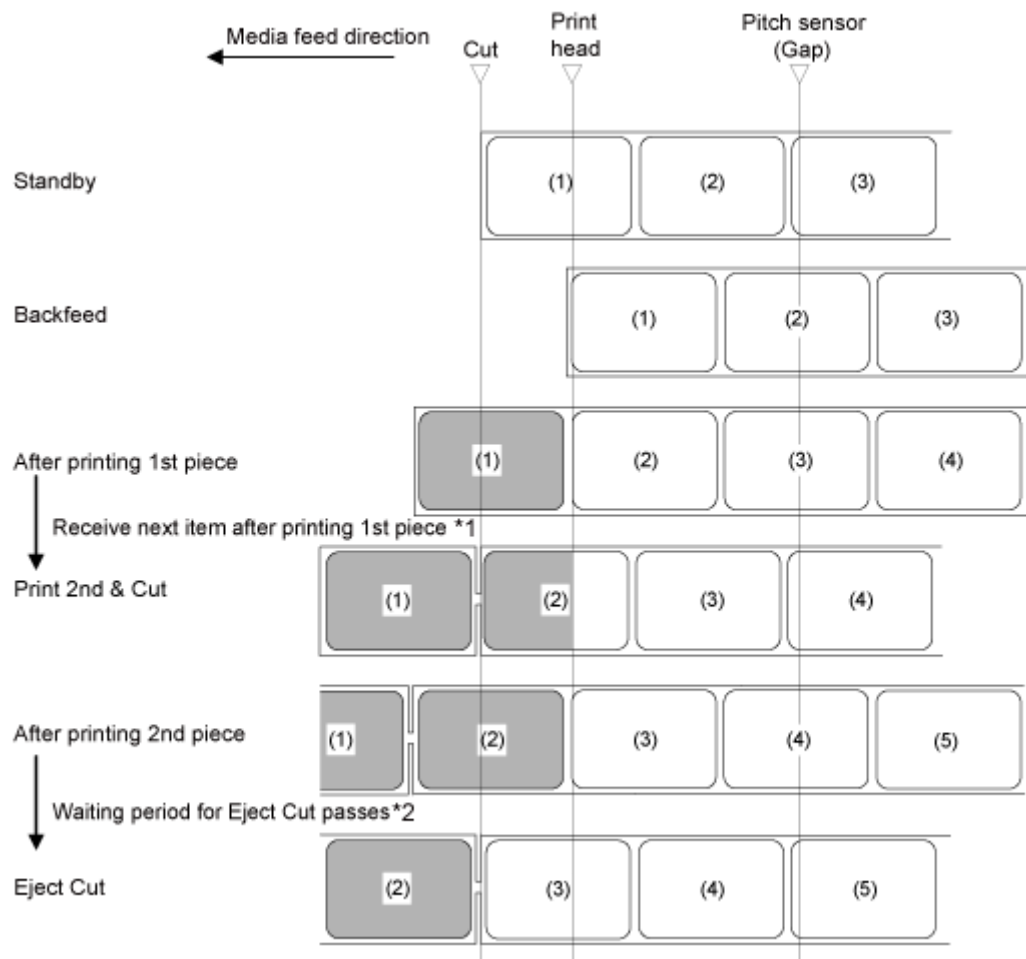 Media feed direction
Cut
Print
head
Pitch sensor
(Gap)
Standby
(1)
(2)
(3)
Backfeed
(1)
(2)
(3)
After printing 1st piece
(1)
(2)
(3)
(4)
Receive next item after printing 1st piece *1
Print 2nd & Cut
(1)
(2)
(3)
(4)
After printing 2nd piece
(1)
(2)
(3)
(4)
(5)
Waiting period for Eject Cut passes*2
Eject Cut
(2)
(3)
(4)
(5)